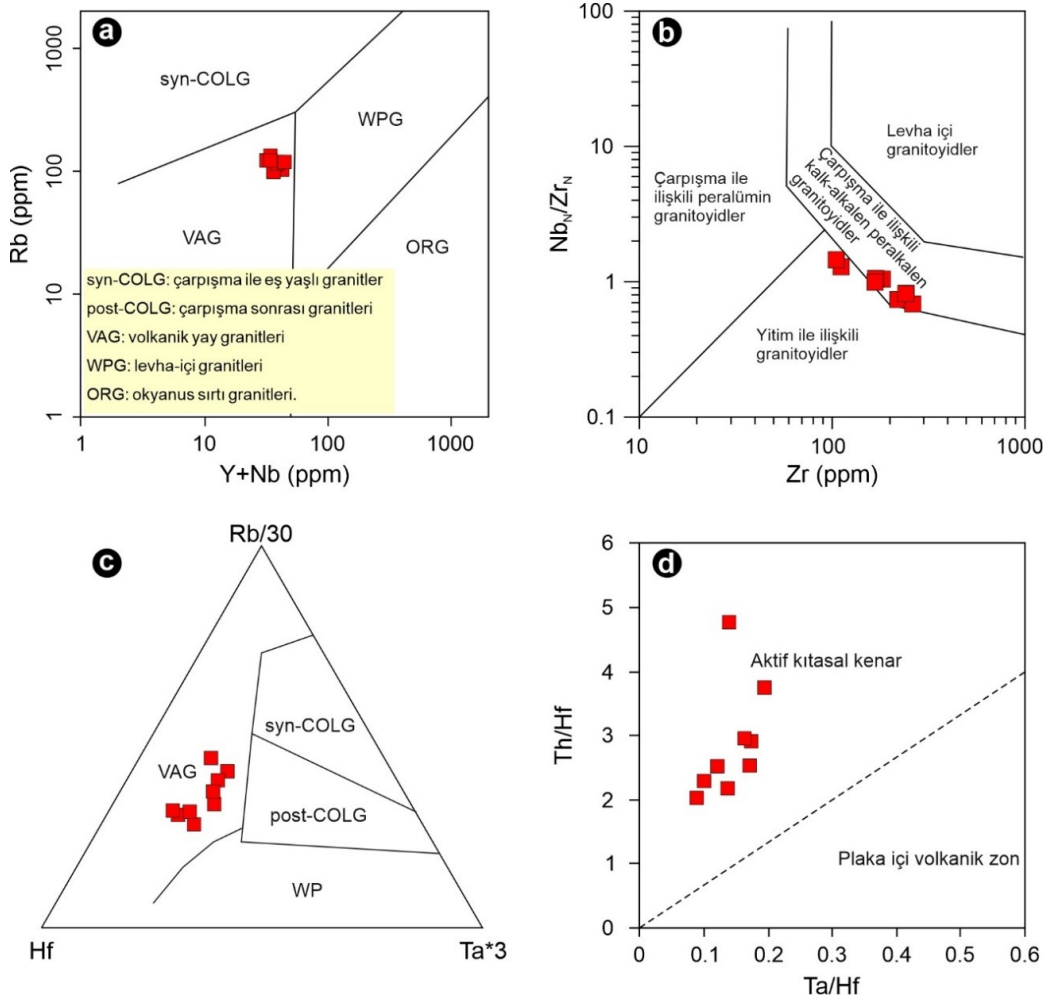 a
1000
100
10
1
Rb (ppm)
syn-COLG
WPG
VAG
ORG
syn-COLG: çarpışma ile eş yaşlı granitler
post-COLG: çarpışma sonrası granitleri
VAG: volkanik yay granitleri
WPG: levha-içi granitleri
ORG: okyanus sırtı granitleri.
1
10
100
1000
Y+Nb (ppm)
b
100
10
1
0.1
NbN/ZrN
Levha içi
granitoyidler
Çarpışma ile
ilişkili peralümin
granitoyidler
Çarpışma ile ilişkili
kalk-alkalen peralkalen
granitoyidler
Yitim ile ilişkili
granitoyidler
10
100
1000
Zr (ppm)
c
Rb/30
syn-COLG
VAG
post-COLG
WP
Hf
Ta*3
d
6
5
4
3
2
1
0
Th/Hf
Aktif kıtasal kenar
Plaka içi volkanik zon
0
0.1
0.2
0.3
0.4
0.5
0.6
Ta/Hf